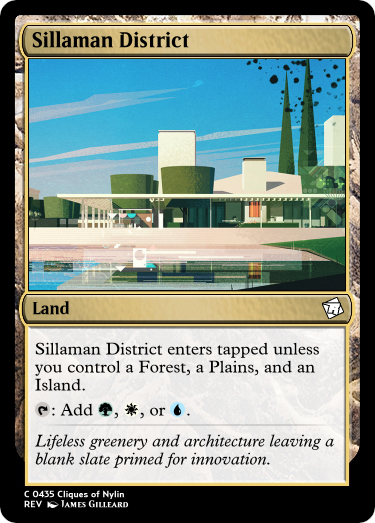 Sillaman District
Land
Sillaman District enters tapped unless
you control a Forest, a Plains, and an
Island.
: Add , , or .
Lifeless greenery and architecture leaving a
blank slate primed for innovation.
C 0435 Cliques of Nylin
REV James Gilleard